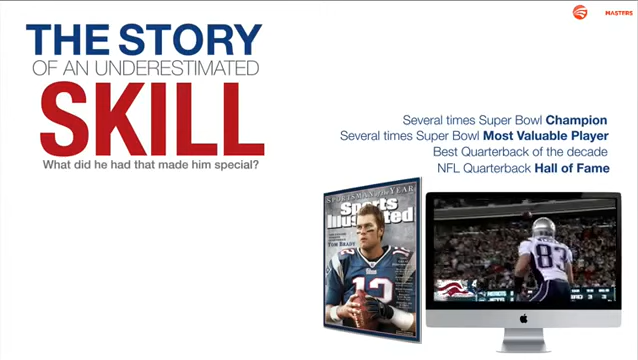 MASTERS
THE STORY
OF AN UNDERESTIMATED
SKILL
What did he had that made him special?
Several times Super Bowl Champion
Several times Super Bowl Most Valuable Player
Best Quarterback of the decade
NFL Quarterback Hall of Fame
SPORTSMAN of the YEAR
Sports Illustrated
TOM BRADY
12
83